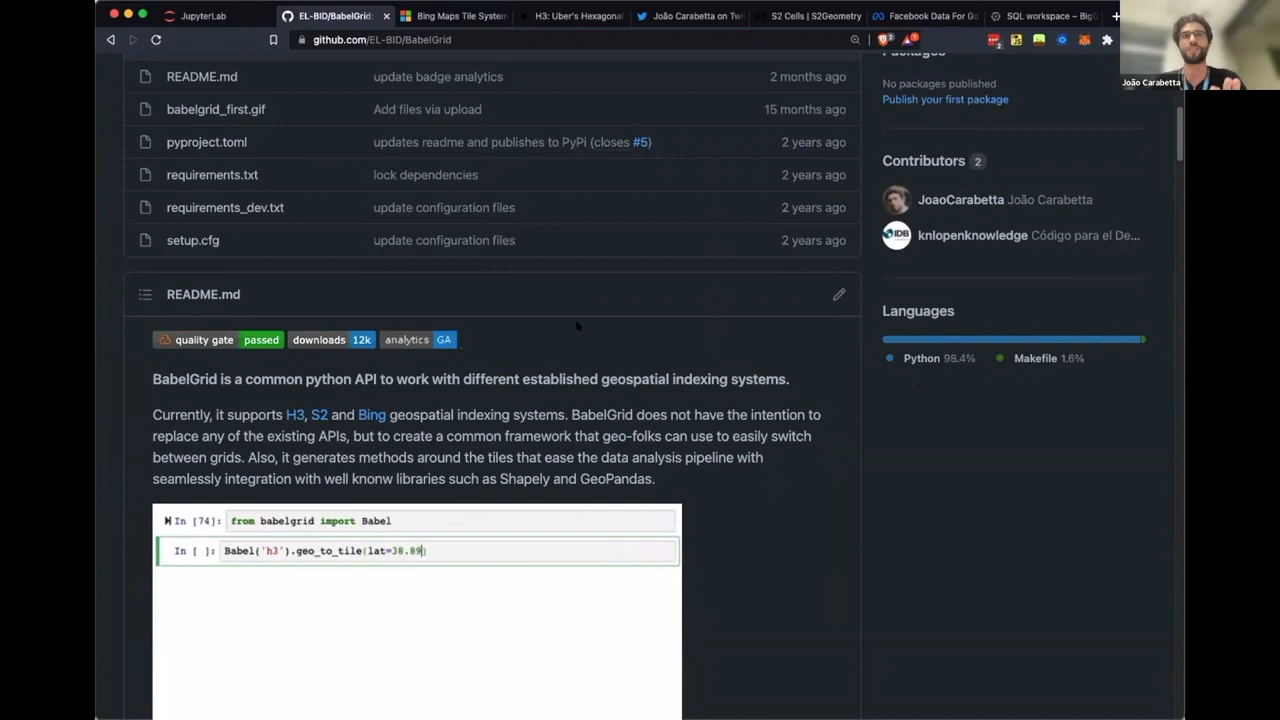 JupyterLab
EL-BID/BabelGrid:
Bing Maps Tile System
H3: Uber's Hexagonal
João Carabetta on Twi
S2 Cells | S2Geometry
Facebook Data For Go
SQL workspace – BigQ
github.com/EL-BID/BabelGrid
2
1
2
João Carabetta
README.md update badge analytics 2 months ago
babelgrid_first.gif Add files via upload 15 months ago
pyproject.toml updates readme and publishes to PyPi (closes #5) 2 years ago
requirements.txt lock dependencies 2 years ago
requirements_dev.txt update configuration files 2 years ago
setup.cfg update configuration files 2 years ago
README.md
quality gate passed downloads 12k analytics GA
BabelGrid is a common python API to work with different established geospatial indexing systems.
Currently, it supports H3, S2 and Bing geospatial indexing systems. BabelGrid does not have the intention to
replace any of the existing APIs, but to create a common framework that geo-folks can use to easily switch
between grids. Also, it generates methods around the tiles that ease the data analysis pipeline with
seamlessly integration with well knonw libraries such as Shapely and GeoPandas.
In [74]: from babelgrid import Babel
In [ ]: Babel('h3').geo_to_tile(lat=38.89)
Packages
No packages published
Publish your first package
Contributors 2
JoaoCarabetta João Carabetta
IDB
knlopenknowledge Código para el De...
Languages
Python 98.4% Makefile 1.6%